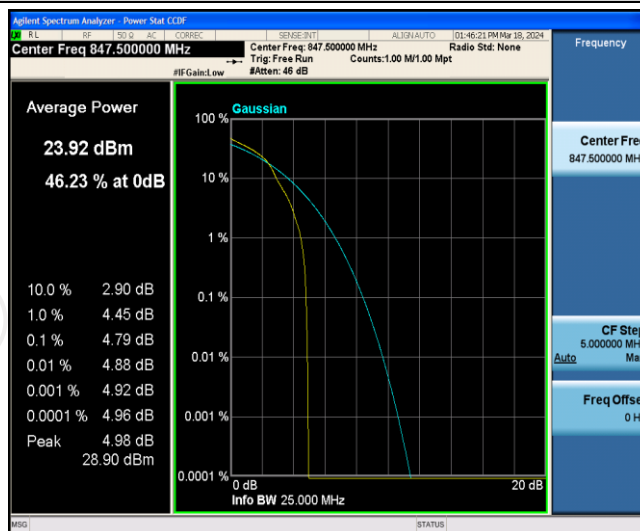 Agilent Spectrum Analyzer - Power Stat CCDF
RL RF 50 Ω AC CORREC SENSE:INT ALIGNAUTO 01:46:21 PM Mar 18, 2024
Center Freq 847.500000 MHz
Center Freq: 847.500000 MHz Radio Std: None
Trig: Free Run Counts:1.00 M/1.00 Mpt
#IFGain:Low #Atten: 46 dB
Frequency
Average Power
23.92 dBm
46.23 % at 0dB
10.0 % 2.90 dB
1.0 % 4.45 dB
0.1 % 4.79 dB
0.01 % 4.88 dB
0.001 % 4.92 dB
0.0001 % 4.96 dB
Peak 4.98 dB
28.90 dBm
Gaussian
100 %
10 %
1 %
0.1 %
0.01 %
0.001 %
0.0001 %
0 dB 20 dB
Info BW 25.000 MHz
Center Fre
847.500000 MH
CF Step
5.000000 MH
Auto Ma
Freq Offse
0 H
MSG STATUS